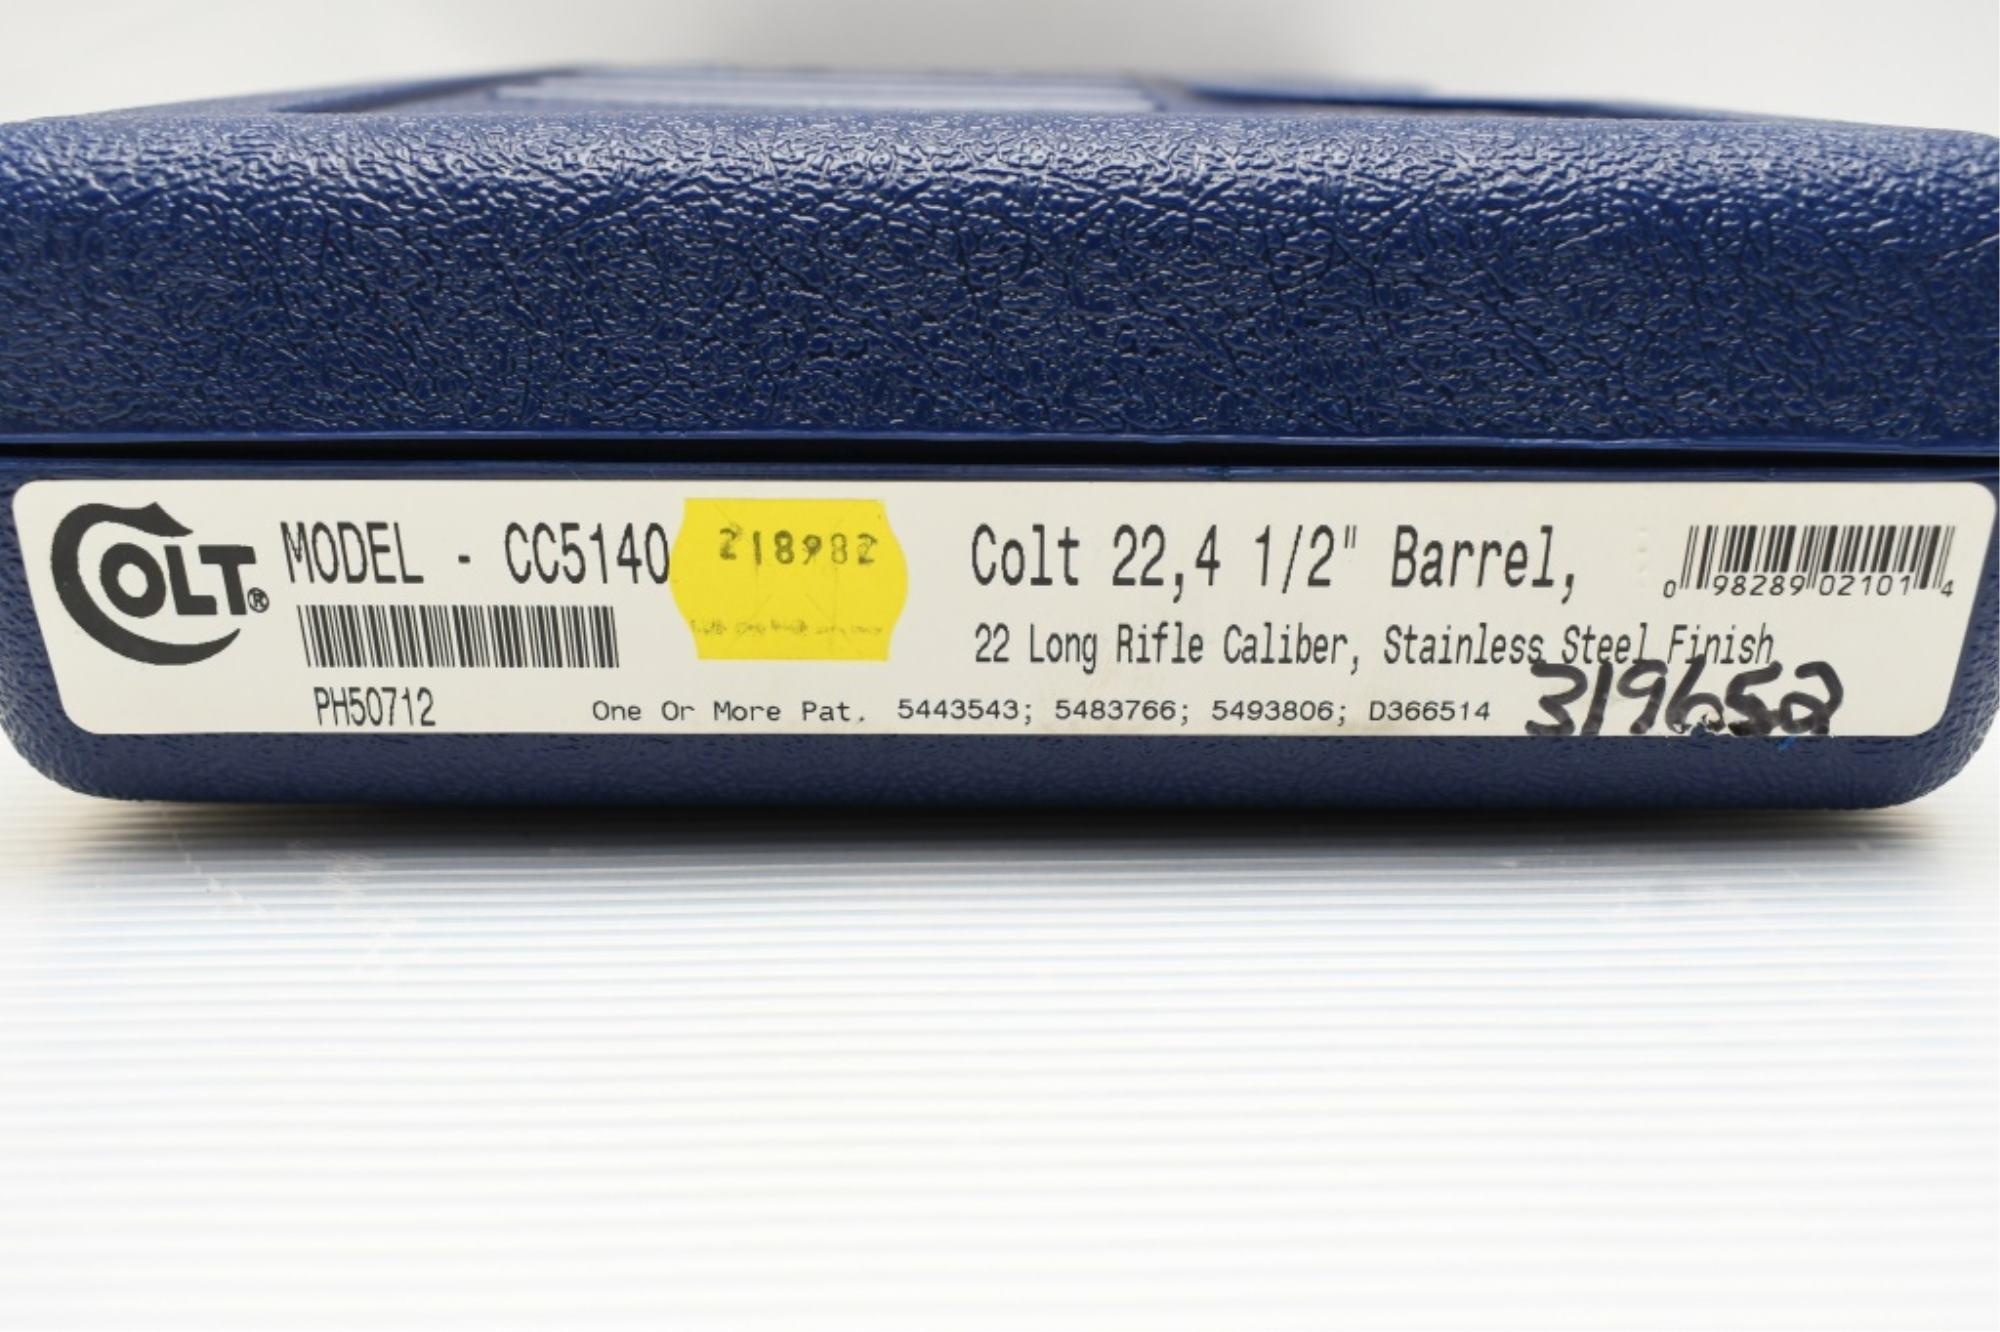 COLT®
MODEL - CC5140
218982
Colt 22,4 1/2" Barrel,
0 98289 02101 4
22 Long Rifle Caliber, Stainless Steel Finish
PH50712
One Or More Pat. 5443543; 5483766; 5493806; D366514
319652